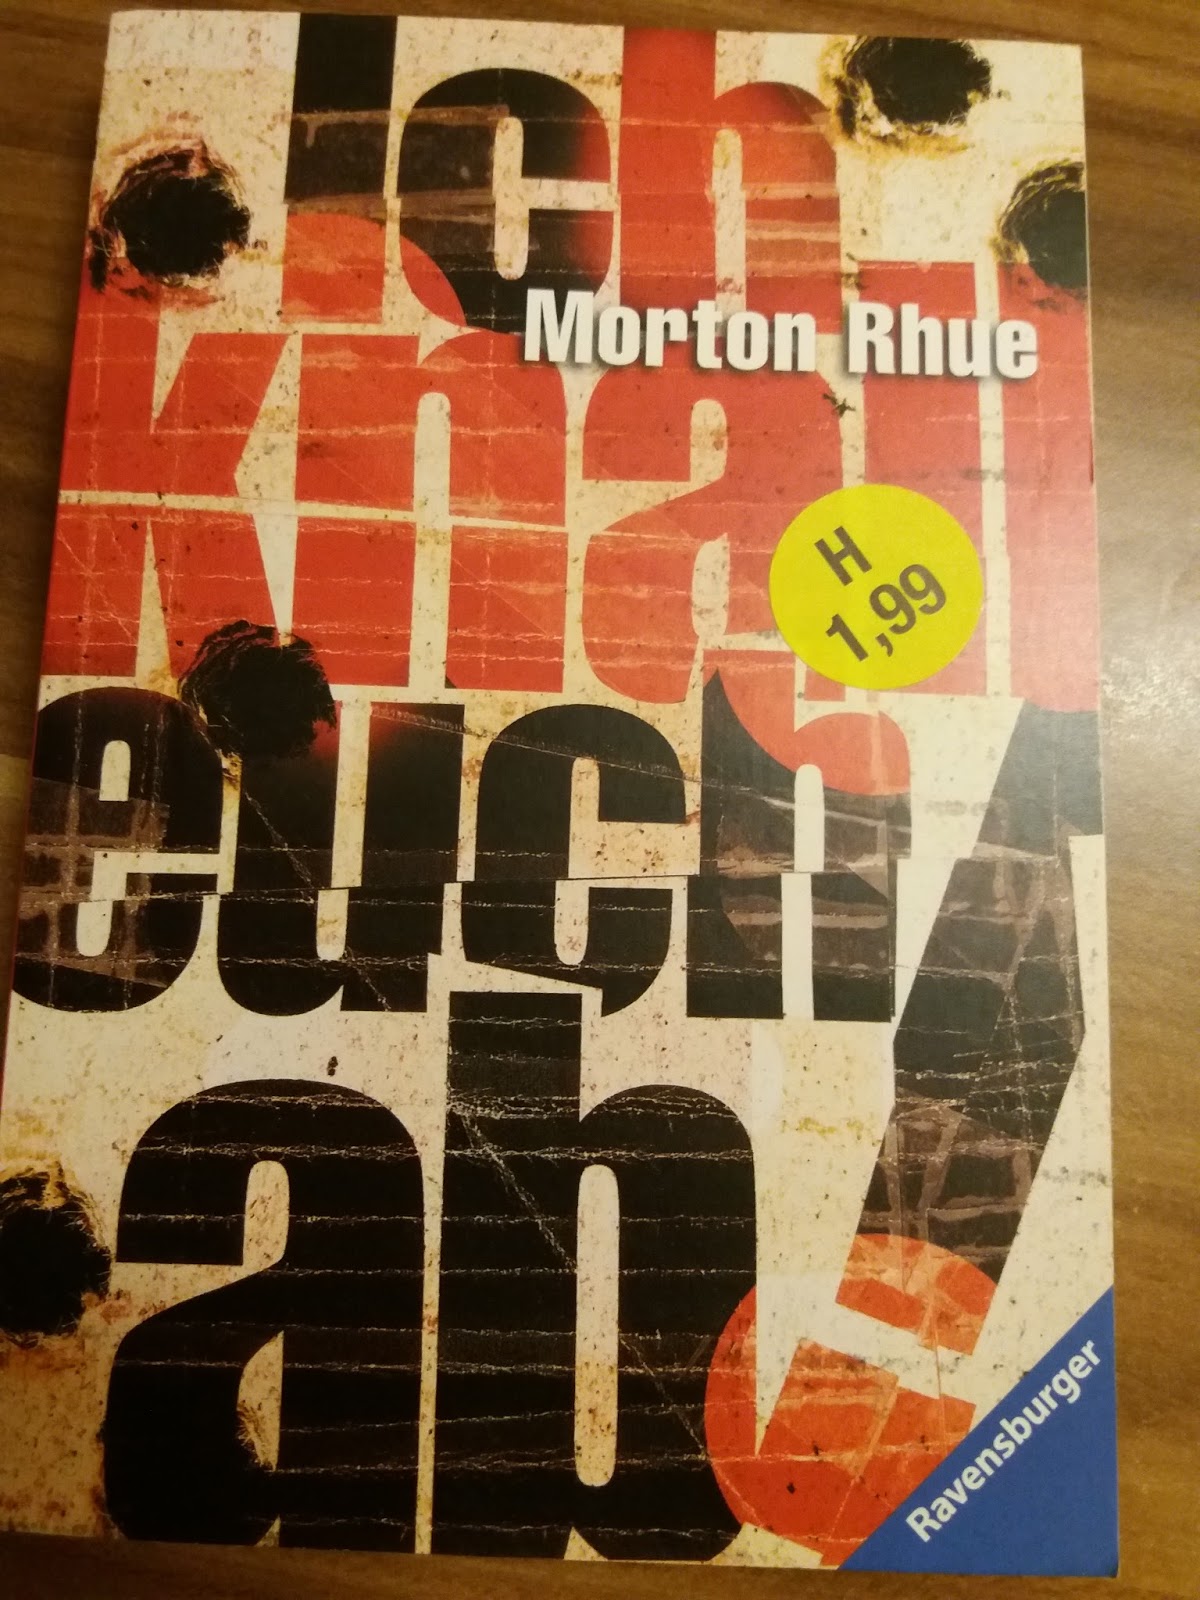 Ich
Morton Rhue
knall
euch
ab!
H
1,99
Ravensburger